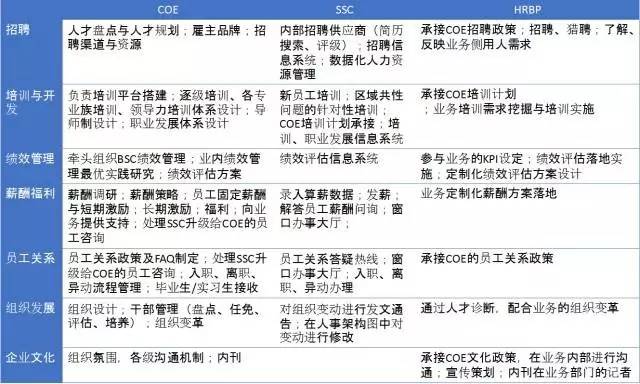 COE
SSC
HRBP
招聘
人才盘点与人才规划；雇主品牌；招
聘渠道与资源
内部招聘供应商（简历
搜索、评级）；招聘信
息系统；数据化人力资
源管理
承接COE招聘政策；招聘、猎聘；了解、
反映业务侧用人需求
培训与开
发
负责培训平台搭建；逐级培训、各专
业族培训、领导力培训体系设计；导
师制设计；职业发展体系设计
新员工培训；区域共性
问题的针对性培训；
COE培训计划承接；培
训、职业发展信息系统
承接COE培训计划
；业务培训需求挖掘与培训实施
绩效管理
牵头组织BSC绩效管理；业内绩效管
理最优实践研究；绩效评估方案
绩效评估信息系统
参与业务的KPI设定；绩效评估落地实
施；定制化绩效评估方案设计
薪酬福利
薪酬调研；薪酬策略；员工固定薪酬
与短期激励；长期激励；福利；向业
务提供支持；处理SSC升级给COE的员
工咨询
录入算薪数据；发薪；
解答员工薪酬问询；窗
口办事大厅；
业务定制化薪酬方案落地
员工关系
员工关系政策及FAQ制定；处理SSC升
级给COE的员工咨询；入职、离职、
异动流程管理；毕业生/实习生接收
员工关系答疑热线；窗
口办事大厅；入职、离
职、异动办理
承接COE的员工关系政策
组织发展
组织设计；干部管理（盘点、任免、
评估、培养）；组织变革
对组织变动进行发文通
告；在人事架构图中对
变动进行修改
通过人才诊断，配合业务的组织变革
企业文化
组织氛围，各级沟通机制；内刊
承接COE文化政策，在业务内部进行沟
通；宣传策划；内刊在业务部门的记者